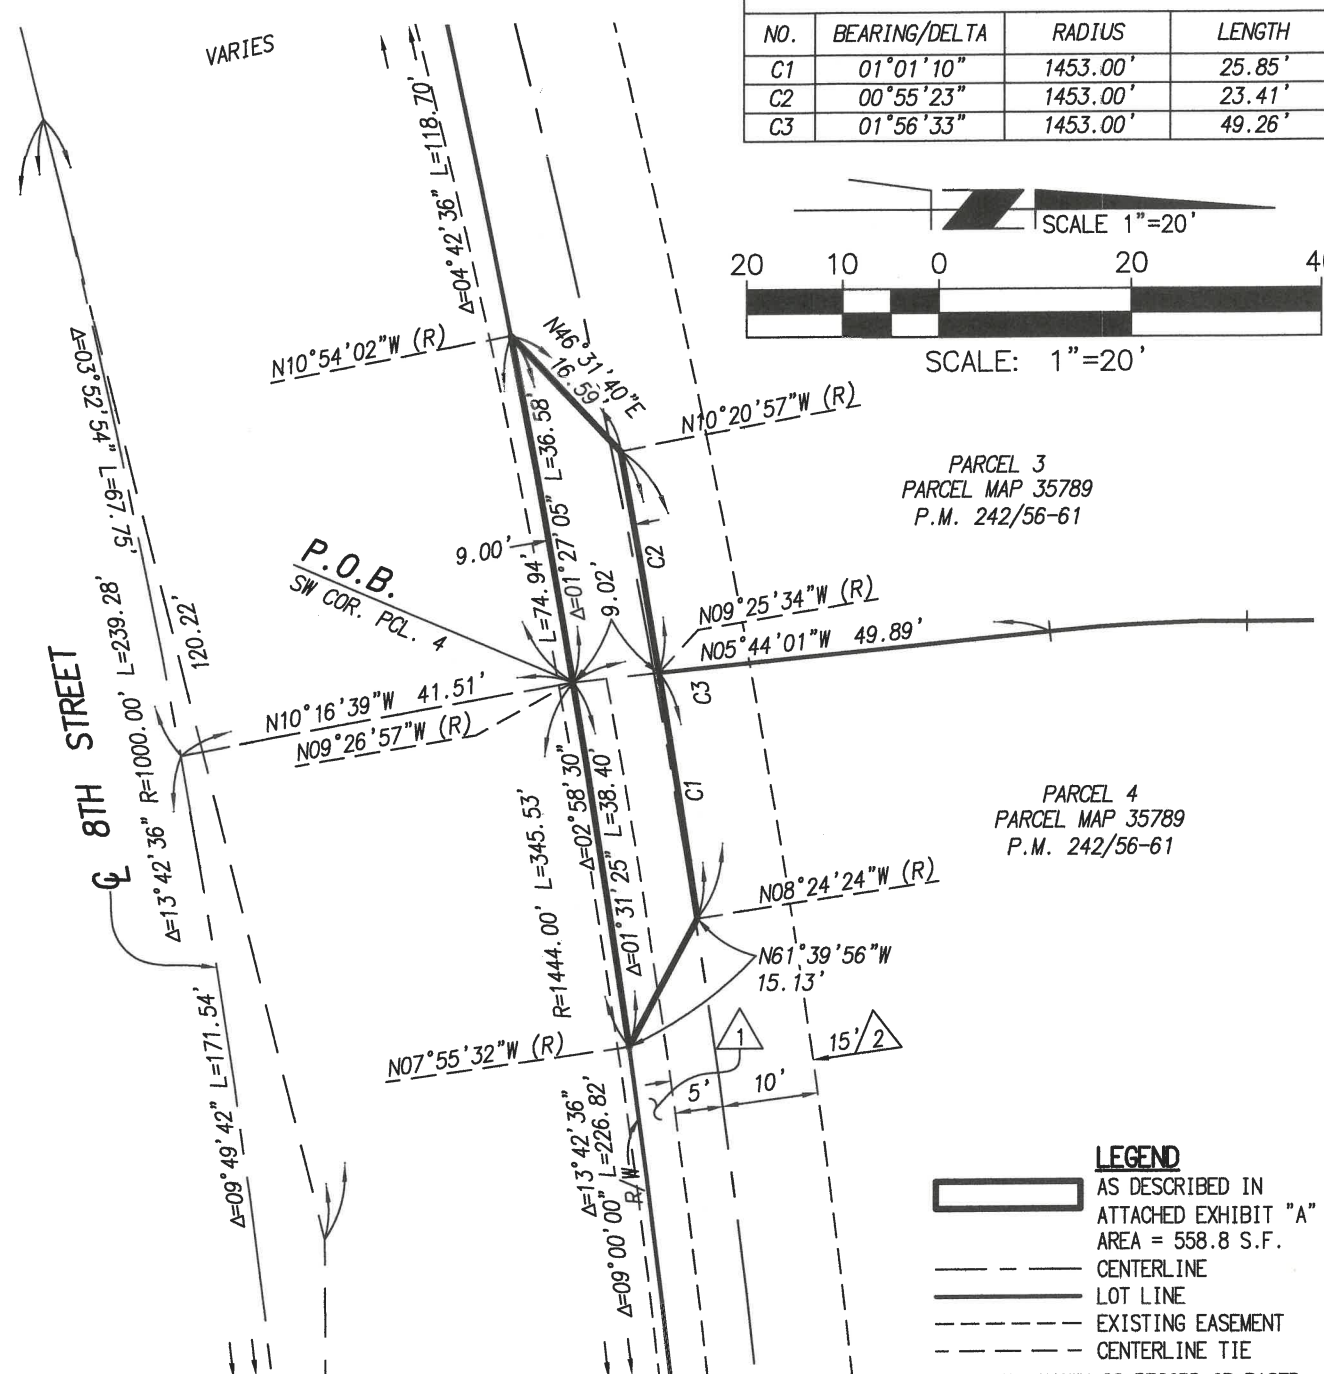 NO. BEARING/DELTA RADIUS LENGTH
C1 01°01'10" 1453.00' 25.85'
C2 00°55'23" 1453.00' 23.41'
C3 01°56'33" 1453.00' 49.26'
VARIES
SCALE 1"=20'
20 10 0 20
SCALE: 1"=20'
Δ=04°42'36" L=118.70'
N10°54'02"W (R)
N46°31'40"E
16.59'
N10°20'57"W (R)
PARCEL 3
PARCEL MAP 35789
P.M. 242/56-61
Δ=03°52'54" L=67.75'
Δ=01°27'05" L=36.58'
L=74.94'
9.00'
9.02'
C2
P.O.B.
SW COR. PCL. 4
N09°25'34"W (R)
N05°44'01"W 49.89'
C3
120.22'
N10°16'39"W 41.51'
N09°26'57"W (R)
℄ 8TH STREET
Δ=13°42'36" R=1000.00' L=239.28'
Δ=02°58'30"
Δ=01°31'25" L=38.40'
R=1444.00' L=345.53'
C1
PARCEL 4
PARCEL MAP 35789
P.M. 242/56-61
N08°24'24"W (R)
N61°39'56"W
15.13'
N07°55'32"W (R)
1
15' 2
5' 10'
Δ=09°49'42" L=171.54'
Δ=13°42'36"
Δ=09°00'00" L=226.82'
R/W
LEGEND
AS DESCRIBED IN
ATTACHED EXHIBIT "A"
AREA = 558.8 S.F.
CENTERLINE
LOT LINE
EXISTING EASEMENT
CENTERLINE TIE